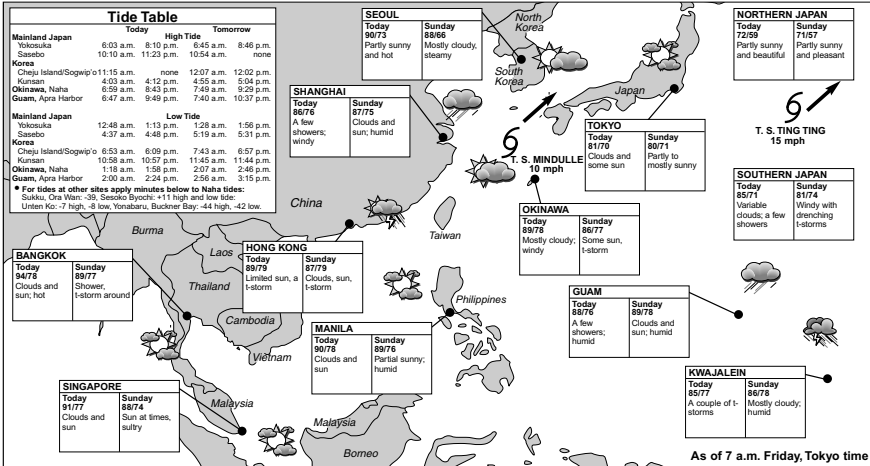 Tide Table
Today Tomorrow
Mainland Japan High Tide
Yokosuka 6:03 a.m. 8:10 p.m. 6:45 a.m. 8:46 p.m.
Sasebo 10:10 a.m. 11:23 p.m. 10:54 a.m. none
Korea
Cheju Island/Sogwip'o 11:15 a.m. none 12:07 a.m. 12:02 p.m.
Kunsan 4:03 a.m. 4:12 p.m. 4:55 a.m. 5:04 p.m.
Okinawa, Naha 6:59 a.m. 8:43 p.m. 7:49 a.m. 9:29 p.m.
Guam, Apra Harbor 6:47 a.m. 9:49 p.m. 7:40 a.m. 10:37 p.m.
Mainland Japan Low Tide
Yokosuka 12:48 a.m. 1:13 p.m. 1:28 a.m. 1:56 p.m.
Sasebo 4:37 a.m. 4:48 p.m. 5:19 a.m. 5:31 p.m.
Korea
Cheju Island/Sogwip'o 6:53 a.m. 6:09 p.m. 7:43 a.m. 6:57 p.m.
Kunsan 10:58 a.m. 10:57 p.m. 11:45 a.m. 11:44 p.m.
Okinawa, Naha 1:18 a.m. 1:58 p.m. 2:07 a.m. 2:46 p.m.
Guam, Apra Harbor 2:00 a.m. 2:24 p.m. 2:56 a.m. 3:15 p.m.
• For tides at other sites apply minutes below to Naha tides:
Sukku, Ora Wan: -39, Sesoko Byochi: +11 high and low tide:
Unten Ko: -7 high, -8 low, Yonabaru, Buckner Bay: -44 high, -42 low.
SEOUL
Today Sunday
90/73 88/66
Partly sunny Mostly cloudy,
and hot steamy
North
Korea
South
Korea
Japan
NORTHERN JAPAN
Today Sunday
72/59 71/57
Partly sunny Partly sunny
and beautiful and pleasant
SHANGHAI
Today Sunday
86/76 87/75
A few Clouds and
showers; sun; humid
windy
T. S. MINDULLE
10 mph
T. S. TING TING
15 mph
TOKYO
Today Sunday
81/70 80/71
Clouds and Partly to
some sun mostly sunny
SOUTHERN JAPAN
Today Sunday
85/71 81/74
Variable Windy with
clouds; a few drenching
showers t-storms
OKINAWA
Today Sunday
89/78 86/77
Mostly cloudy; Some sun,
windy t-storm
China
Taiwan
Burma
Laos
Thailand
Cambodia
Vietnam
Philippines
BANGKOK
Today Sunday
94/78 89/77
Clouds and Shower,
sun; hot t-storm around
HONG KONG
Today Sunday
89/79 87/79
Limited sun, a Clouds, sun,
t-storm t-storm
MANILA
Today Sunday
90/78 89/76
Clouds and Partial sunny;
sun humid
GUAM
Today Sunday
88/76 89/78
A few Clouds and
showers; sun; humid
humid
SINGAPORE
Today Sunday
91/77 88/74
Clouds and Sun at times,
sun sultry
Malaysia
Malaysia
Borneo
KWAJALEIN
Today Sunday
85/77 86/78
A couple of t- Mostly cloudy;
storms humid
As of 7 a.m. Friday, Tokyo time